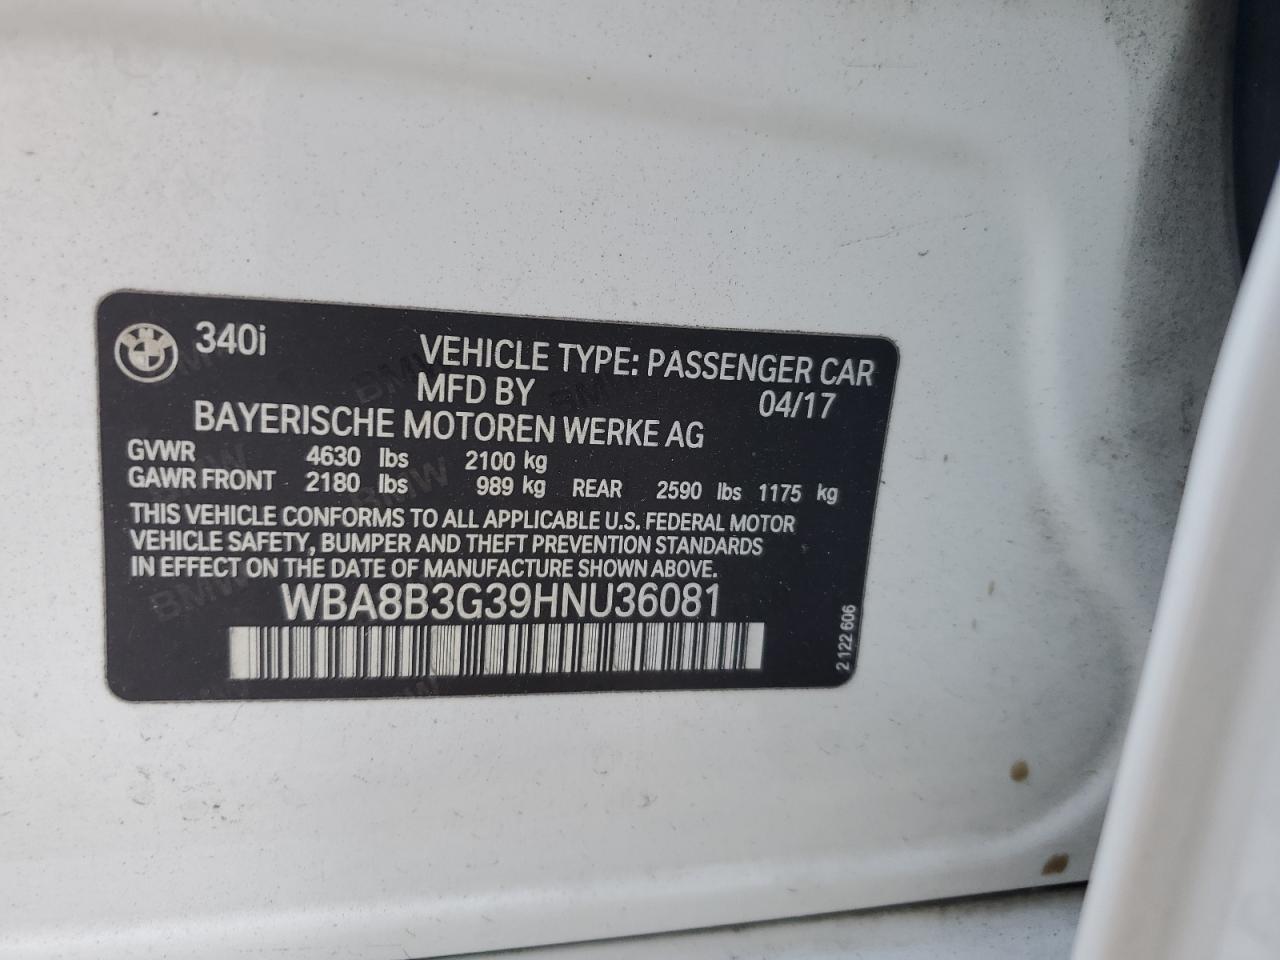 340i
VEHICLE TYPE: PASSENGER CAR
MFD BY 04/17
BAYERISCHE MOTOREN WERKE AG
GVWR 4630 lbs 2100 kg
GAWR FRONT 2180 lbs 989 kg REAR 2590 lbs 1175 kg
THIS VEHICLE CONFORMS TO ALL APPLICABLE U.S. FEDERAL MOTOR
VEHICLE SAFETY, BUMPER AND THEFT PREVENTION STANDARDS
IN EFFECT ON THE DATE OF MANUFACTURE SHOWN ABOVE.
WBA8B3G39HNU36081
2 122 606